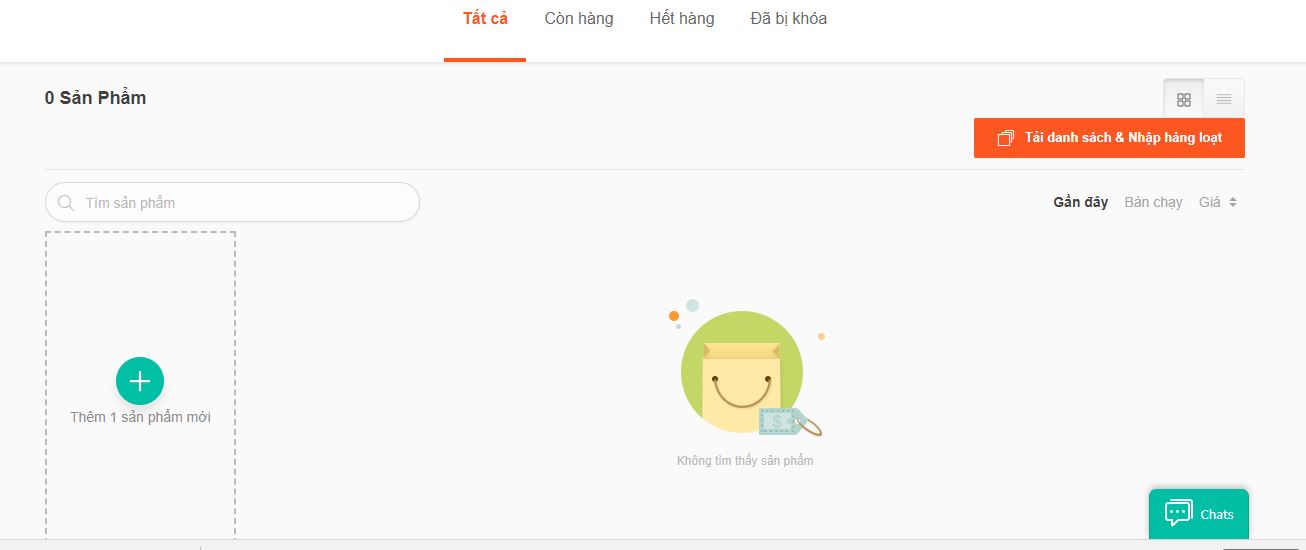 Tất cả Còn hàng Hết hàng Đã bị khóa
0 Sản Phẩm
Tải danh sách & Nhập hàng loạt
Tìm sản phẩm
Gần đây Bán chạy Giá
Thêm 1 sản phẩm mới
$
Không tìm thấy sản phẩm
Chats